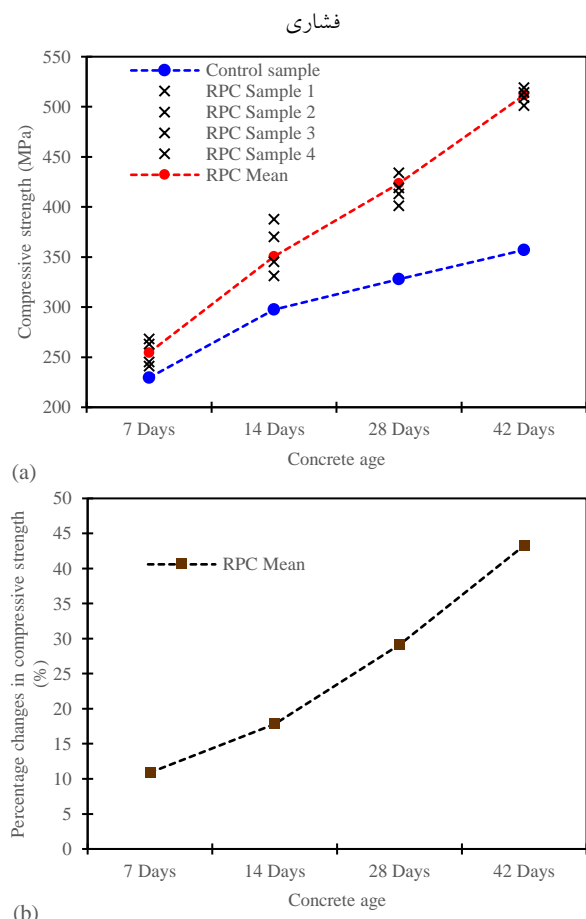 فشاری
550
500
450
400
350
300
250
200
Compressive strength (MPa)
Control sample
RPC Sample 1
RPC Sample 2
RPC Sample 3
RPC Sample 4
RPC Mean
7 Days 14 Days 28 Days 42 Days
Concrete age
(a)
50
45
40
35
30
25
20
15
10
5
0
Percentage changes in compressive strength
(%)
RPC Mean
7 Days 14 Days 28 Days 42 Days
Concrete age
(b)